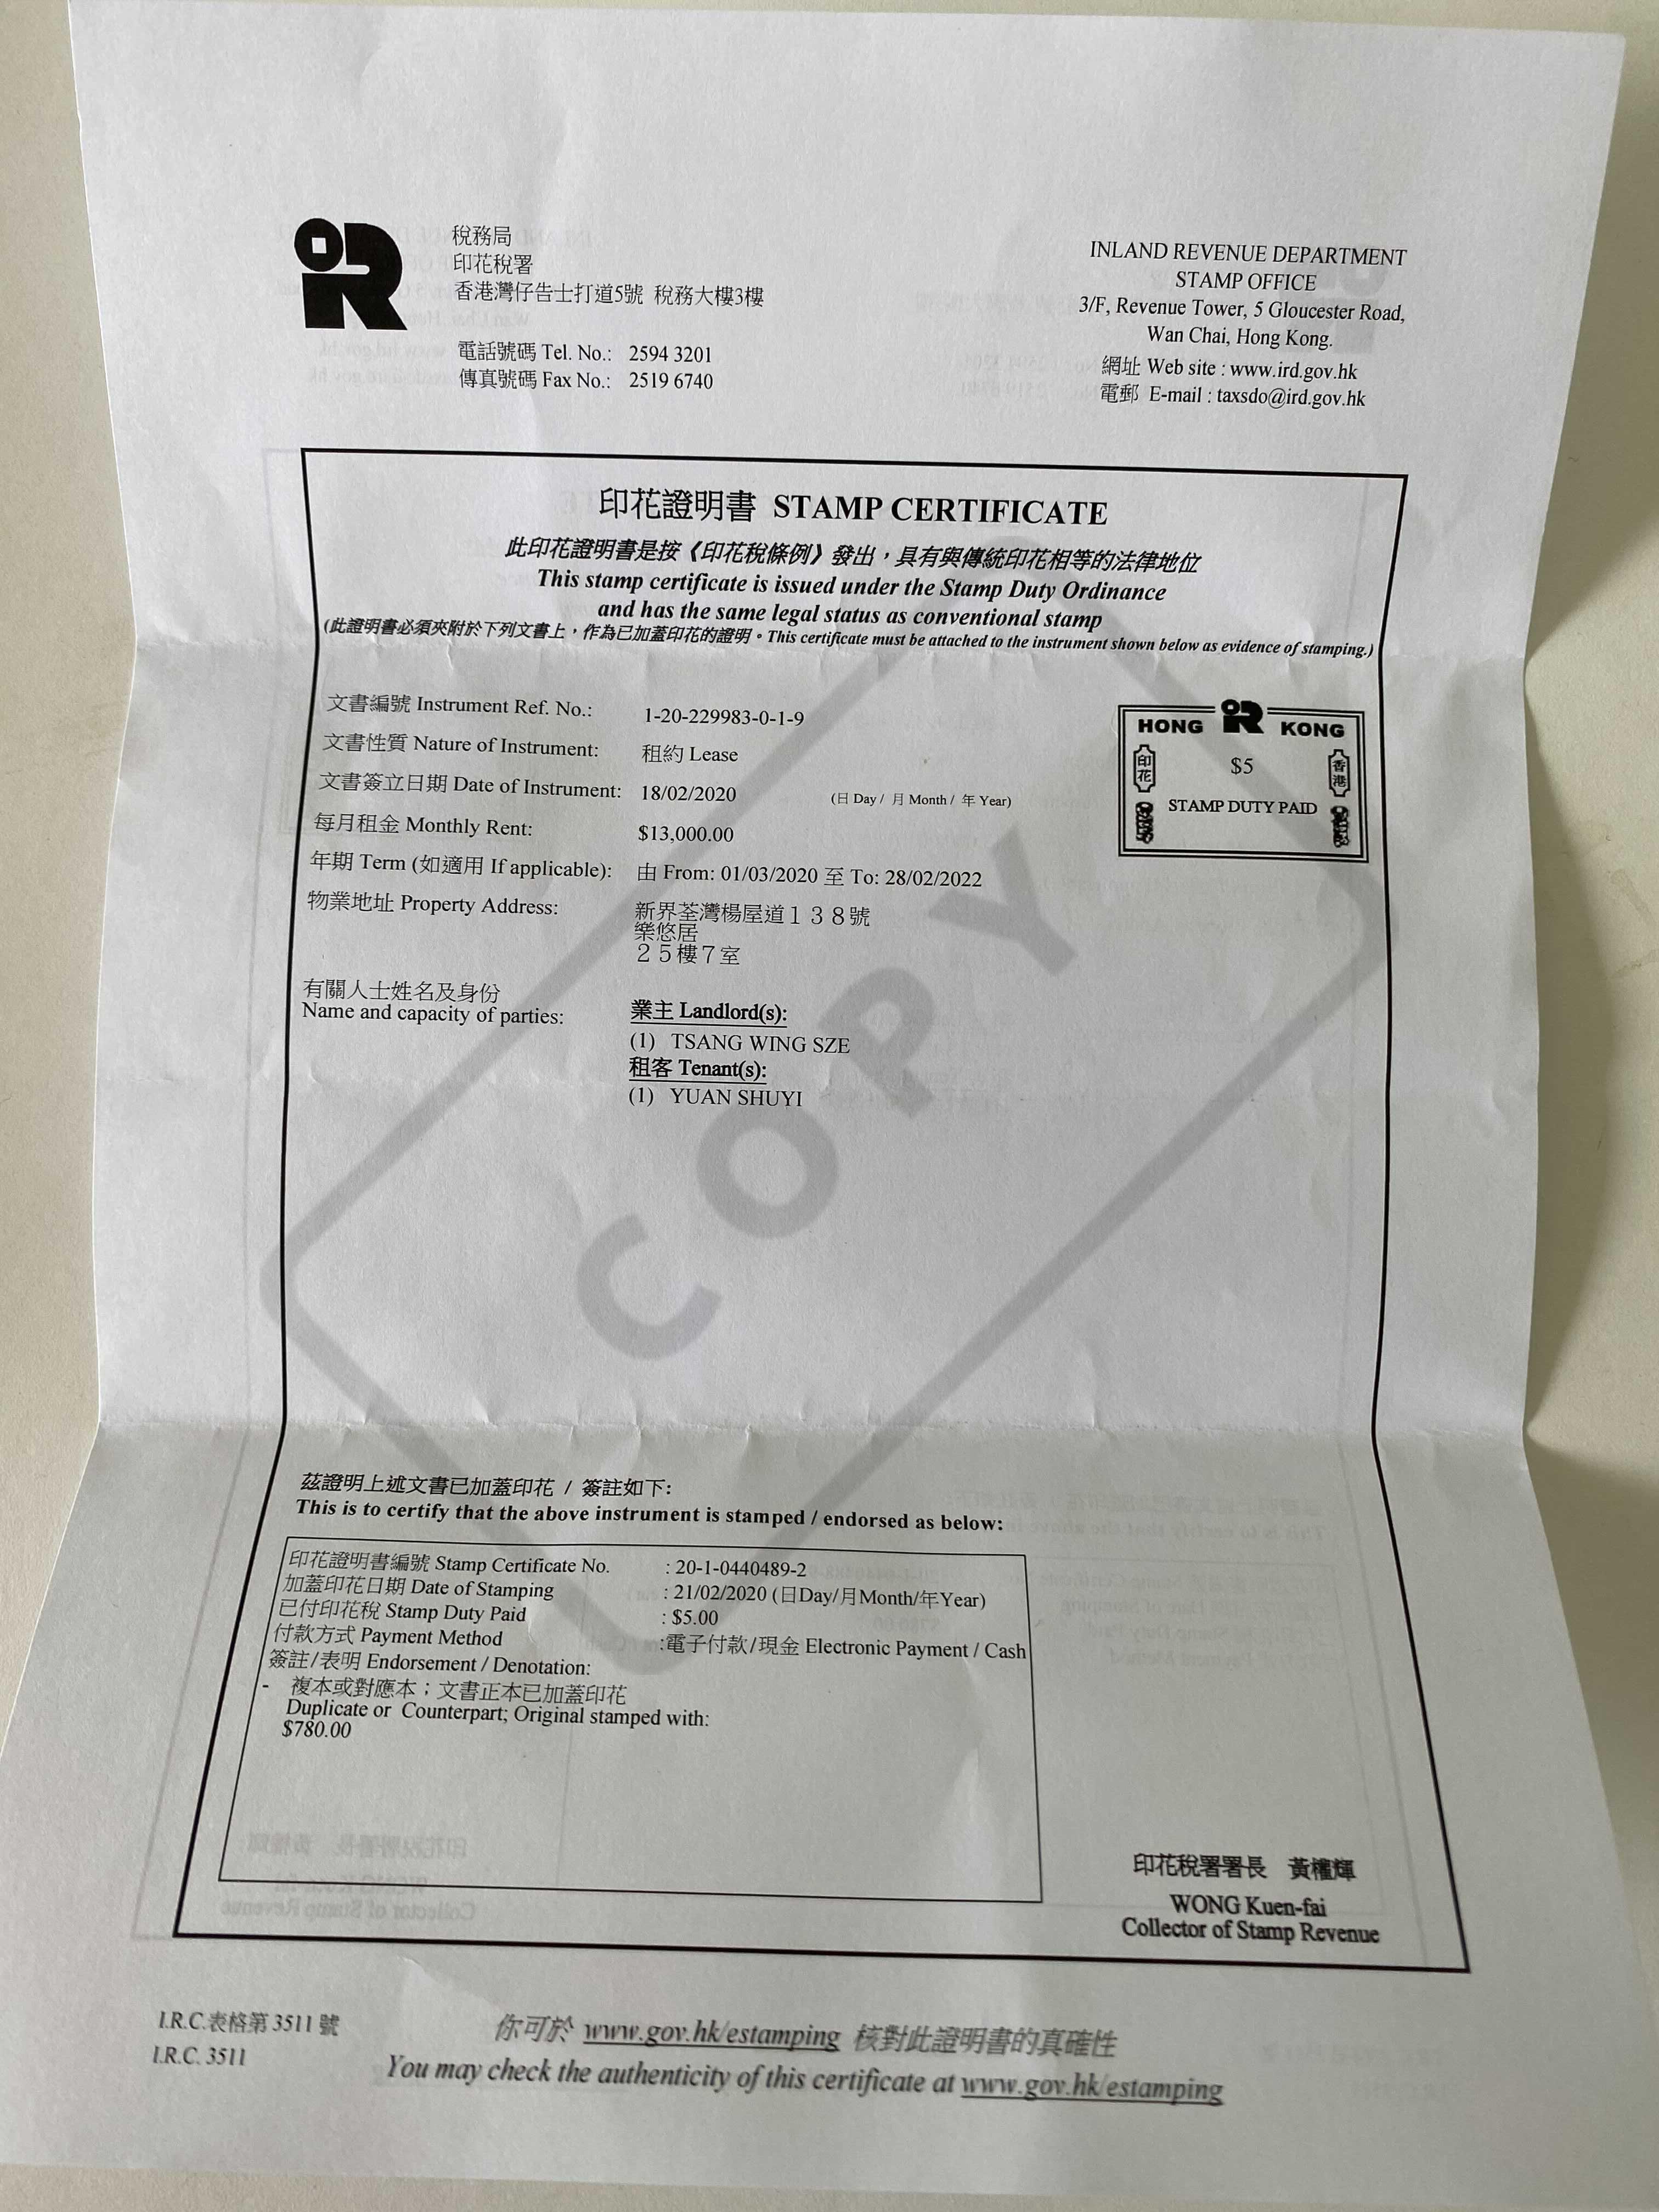 稅務局
印花稅署
香港灣仔告士打道5號 稅務大樓3樓
電話號碼 Tel. No.: 2594 3201
傳真號碼 Fax No.: 2519 6740
INLAND REVENUE DEPARTMENT
STAMP OFFICE
3/F, Revenue Tower, 5 Gloucester Road,
Wan Chai, Hong Kong.
網址 Web site : www.ird.gov.hk
電郵 E-mail : taxsdo@ird.gov.hk
印花證明書 STAMP CERTIFICATE
此印花證明書是按《印花稅條例》發出，具有與傳統印花相等的法律地位
This stamp certificate is issued under the Stamp Duty Ordinance
and has the same legal status as conventional stamp
(此證明書必須夾附於下列文書上，作為已加蓋印花的證明。This certificate must be attached to the instrument shown below as evidence of stamping.)
文書編號 Instrument Ref. No.: 1-20-229983-0-1-9
文書性質 Nature of Instrument: 租約 Lease
文書簽立日期 Date of Instrument: 18/02/2020 (日 Day / 月 Month / 年 Year)
每月租金 Monthly Rent: $13,000.00
年期 Term (如適用 If applicable): 由 From: 01/03/2020 至 To: 28/02/2022
物業地址 Property Address: 新界荃灣楊屋道１３８號
樂悠居
２５樓７室
HONG KONG
印花
$5
香港
STAMP DUTY PAID
有關人士姓名及身份
Name and capacity of parties:
業主 Landlord(s):
(1) TSANG WING SZE
租客 Tenant(s):
(1) YUAN SHUYI
COPY
茲證明上述文書已加蓋印花 / 簽註如下:
This is to certify that the above instrument is stamped / endorsed as below:
印花證明書編號 Stamp Certificate No. : 20-1-0440489-2
加蓋印花日期 Date of Stamping : 21/02/2020 (日Day/月Month/年Year)
已付印花稅 Stamp Duty Paid : $5.00
付款方式 Payment Method :電子付款/現金 Electronic Payment / Cash
簽註/表明 Endorsement / Denotation:
- 複本或對應本；文書正本已加蓋印花
Duplicate or Counterpart; Original stamped with:
$780.00
印花稅署署長 黃權輝
WONG Kuen-fai
Collector of Stamp Revenue
I.R.C.表格第 3511 號
I.R.C. 3511
你可於 www.gov.hk/estamping 核對此證明書的真確性
You may check the authenticity of this certificate at www.gov.hk/estamping